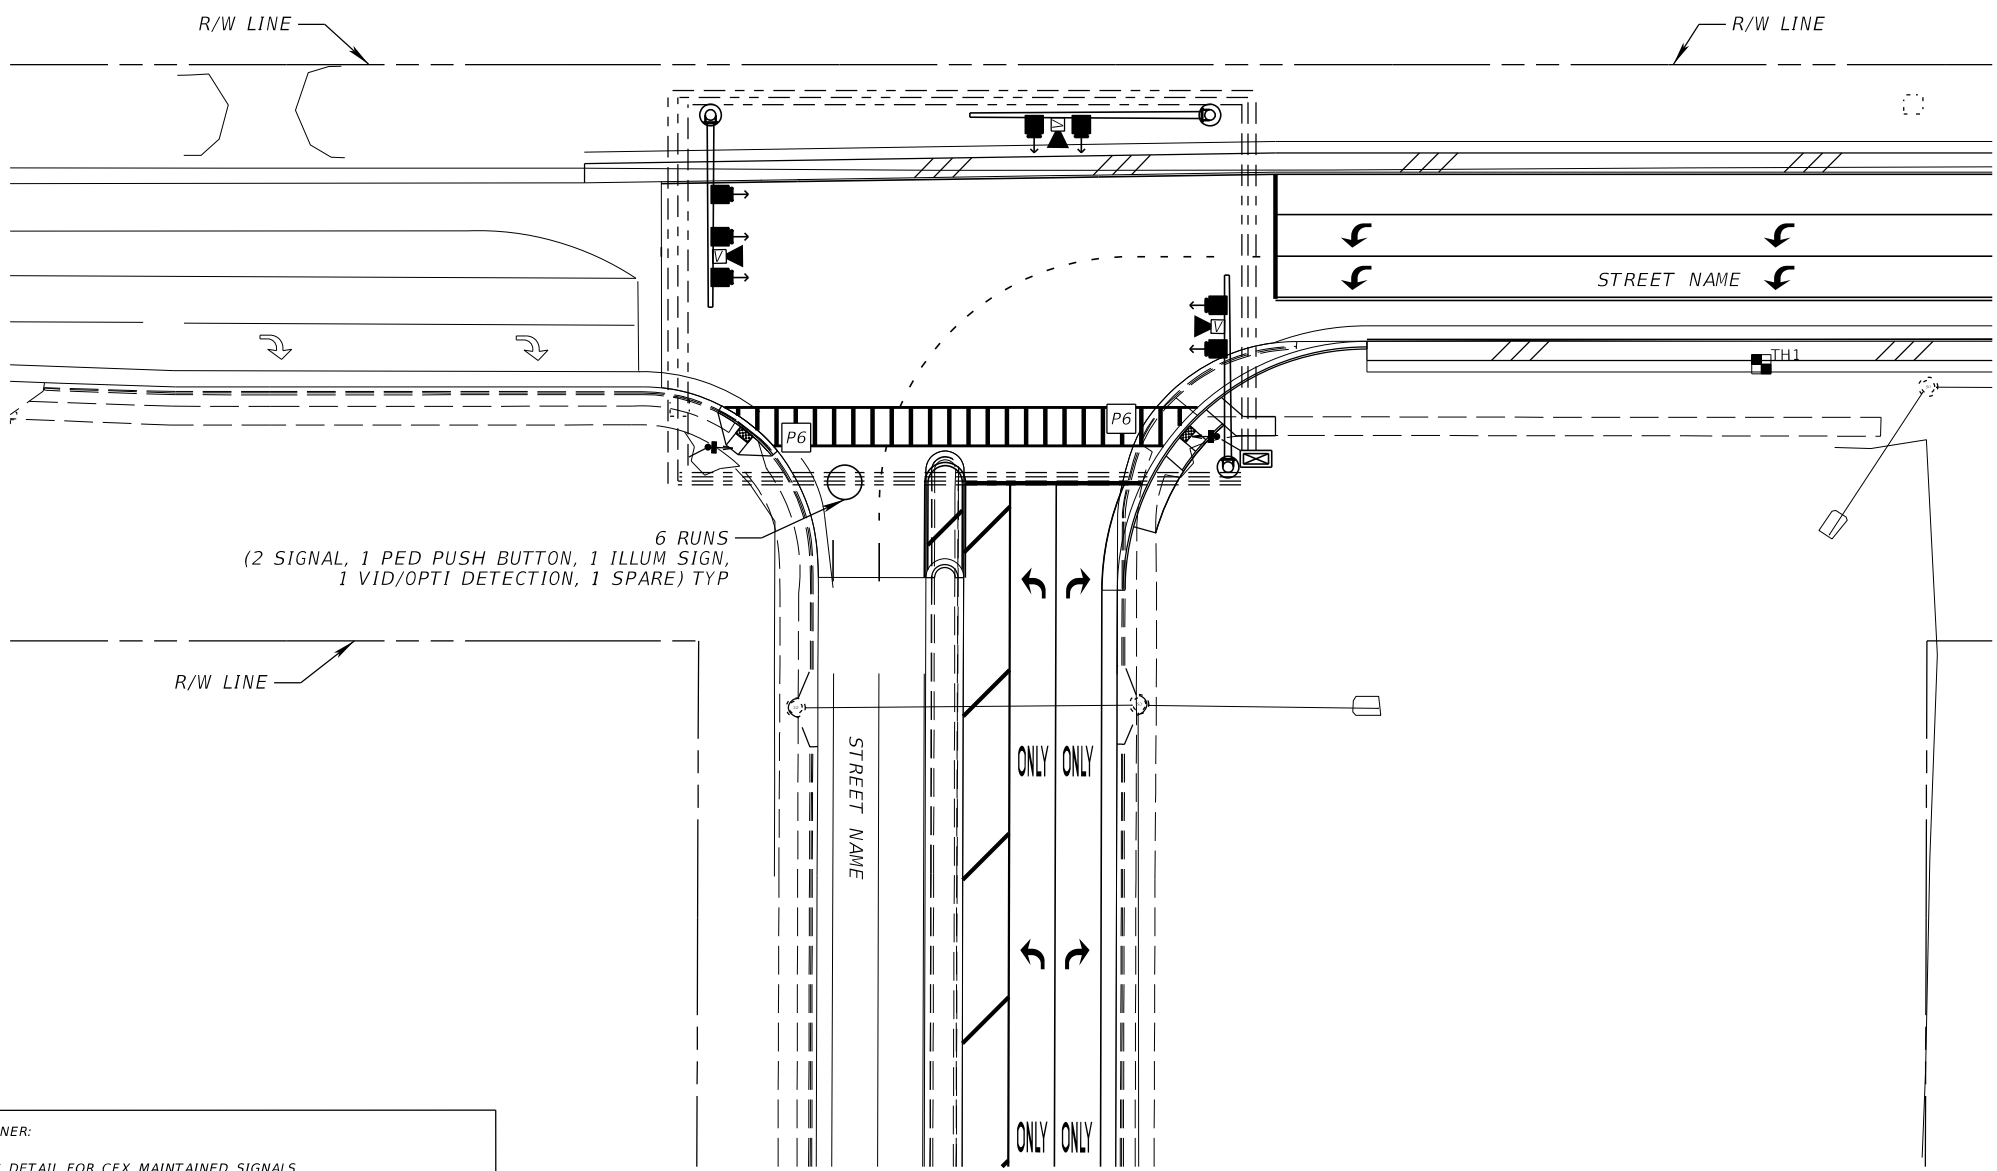 R/W LINE
R/W LINE
V
V
V
STREET NAME
TH1
P6
P6
6 RUNS
(2 SIGNAL, 1 PED PUSH BUTTON, 1 ILLUM SIGN,
1 VID/OPTI DETECTION, 1 SPARE) TYP
R/W LINE
STREET NAME
ONLY ONLY
ONLY ONLY
NER:
DETAIL FOR CFX MAINTAINED SIGNALS